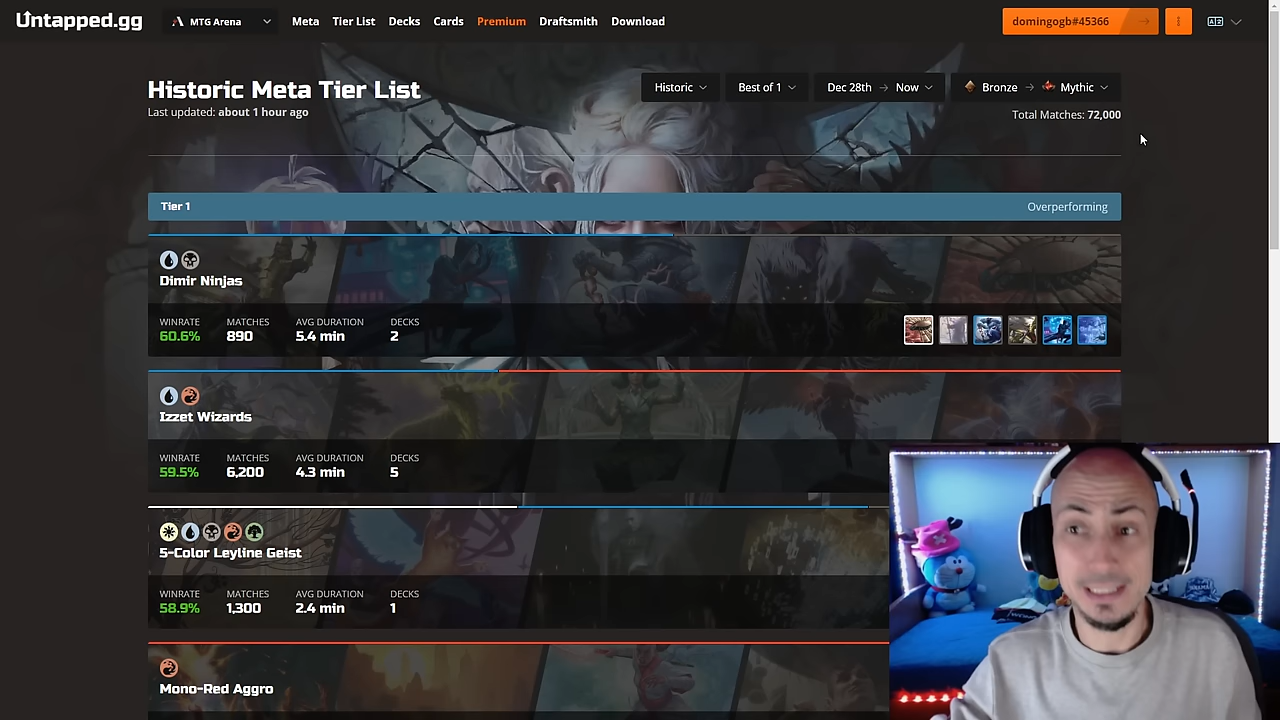 Untapped.gg
MTG Arena
Meta
Tier List
Decks
Cards
Premium
Draftsmith
Download
domingogb#45366
Historic Meta Tier List
Last updated: about 1 hour ago
Historic
Best of 1
Dec 28th → Now
Bronze → Mythic
Total Matches: 72,000
Tier 1
Overperforming
Dimir Ninjas
WINRATE MATCHES AVG DURATION DECKS
60.6% 890 5.4 min 2
Izzet Wizards
WINRATE MATCHES AVG DURATION DECKS
59.5% 6,200 4.3 min 5
5-Color Leyline Geist
WINRATE MATCHES AVG DURATION DECKS
58.9% 1,300 2.4 min 1
Mono-Red Aggro